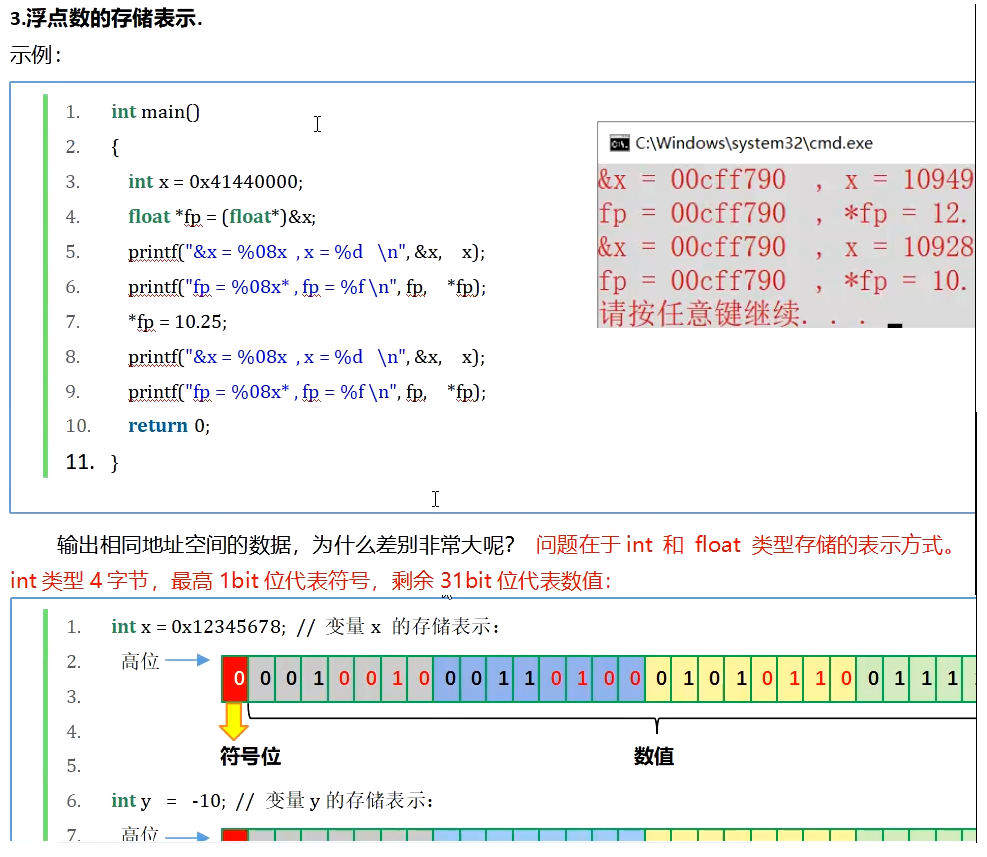 3.浮点数的存储表示.
示例：
1. int main()
2. {
3. int x = 0x41440000;
4. float *fp = (float*)&x;
5. printf("&x = %08x , x = %d \n", &x, x);
6. printf("fp = %08x* , fp = %f \n", fp, *fp);
7. *fp = 10.25;
8. printf("&x = %08x , x = %d \n", &x, x);
9. printf("fp = %08x* , fp = %f \n", fp, *fp);
10. return 0;
11. }
C:\Windows\system32\cmd.exe
&x = 00cff790 , x = 10949
fp = 00cff790 , *fp = 12.
&x = 00cff790 , x = 10928
fp = 00cff790 , *fp = 10.
请按任意键继续. . .
输出相同地址空间的数据，为什么差别非常大呢？ 问题在于 int 和 float 类型存储的表示方式。
int 类型 4 字节，最高 1bit 位代表符号，剩余 31bit 位代表数值：
1. int x = 0x12345678; // 变量 x 的存储表示：
2. 高位 0 0 0 1 0 0 1 0 0 0 1 1 0 1 0 0 0 1 0 1 0 1 1 0 0 1 1 1
3.
4.
5. 符号位 数值
6. int y = -10; // 变量 y 的存储表示：
7. 高位